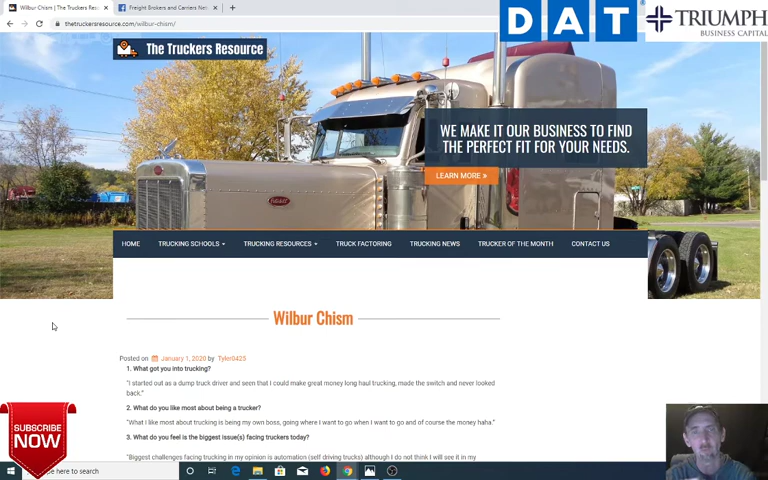 Wilbur Chism | The Truckers Res
Freight Brokers and Carriers Net
thetruckersresource.com/wilbur-chism/
DAT
TRIUMPH
BUSINESS CAPITAL
The Truckers Resource
WE MAKE IT OUR BUSINESS TO FIND
THE PERFECT FIT FOR YOUR NEEDS.
LEARN MORE »
HOME TRUCKING SCHOOLS TRUCKING RESOURCES TRUCK FACTORING TRUCKING NEWS TRUCKER OF THE MONTH CONTACT US
Wilbur Chism
Posted on January 1, 2020 by Tyler0425
1. What got you into trucking?
"I started out as a dump truck driver and seen that I could make great money long haul trucking, made the switch and never looked
back."
2. What do you like most about being a trucker?
"What I like most about trucking is being my own boss, going where I want to go when I want to go and of course the money haha."
3. What do you feel is the biggest issue(s) facing truckers today?
"Biggest challenges facing trucking in my opinion is automation (self driving trucks) although I do not think I will see it in my
SUBSCRIBE
NOW
here to search